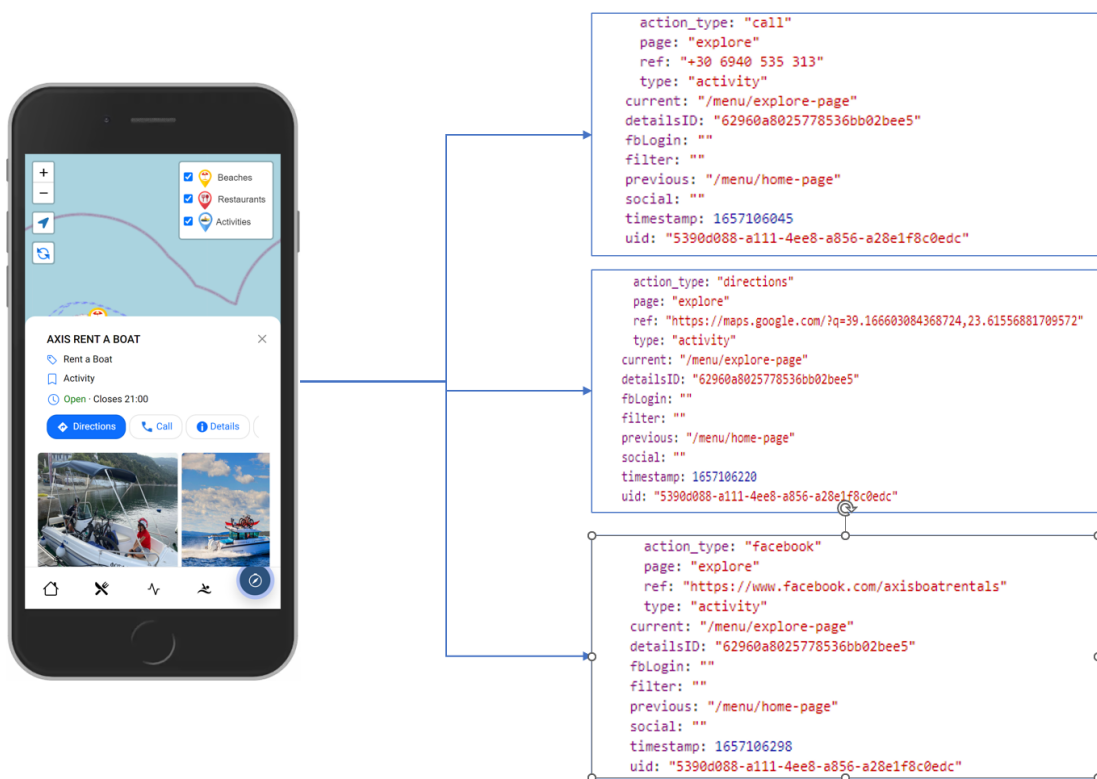 +
−
Beaches
Restaurants
Activities
AXIS RENT A BOAT
Rent a Boat
Activity
Open · Closes 21:00
Directions
Call
Details
action_type: "call"
page: "explore"
ref: "+30 6940 535 313"
type: "activity"
current: "/menu/explore-page"
detailsID: "62960a8025778536bb02bee5"
fbLogin: ""
filter: ""
previous: "/menu/home-page"
social: ""
timestamp: 1657106045
uid: "5390d088-a111-4ee8-a856-a28e1f8c0edc"
action_type: "directions"
page: "explore"
ref: "https://maps.google.com/?q=39.166603084368724,23.61556881709572"
type: "activity"
current: "/menu/explore-page"
detailsID: "62960a8025778536bb02bee5"
fbLogin: ""
filter: ""
previous: "/menu/home-page"
social: ""
timestamp: 1657106220
uid: "5390d088-a111-4ee8-a856-a28e1f8c0edc"
action_type: "facebook"
page: "explore"
ref: "https://www.facebook.com/axisboatrentals"
type: "activity"
current: "/menu/explore-page"
detailsID: "62960a8025778536bb02bee5"
fbLogin: ""
filter: ""
previous: "/menu/home-page"
social: ""
timestamp: 1657106298
uid: "5390d088-a111-4ee8-a856-a28e1f8c0edc"